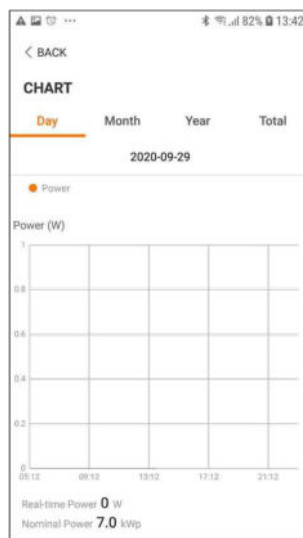 82% 13:42
< BACK
CHART
Day Month Year Total
2020-09-29
Power
Power (W)
1
0.8
0.6
0.4
0.2
0
05:12 09:12 13:12 17:12 21:12
Real-time Power 0 W
Nominal Power 7.0 kWp